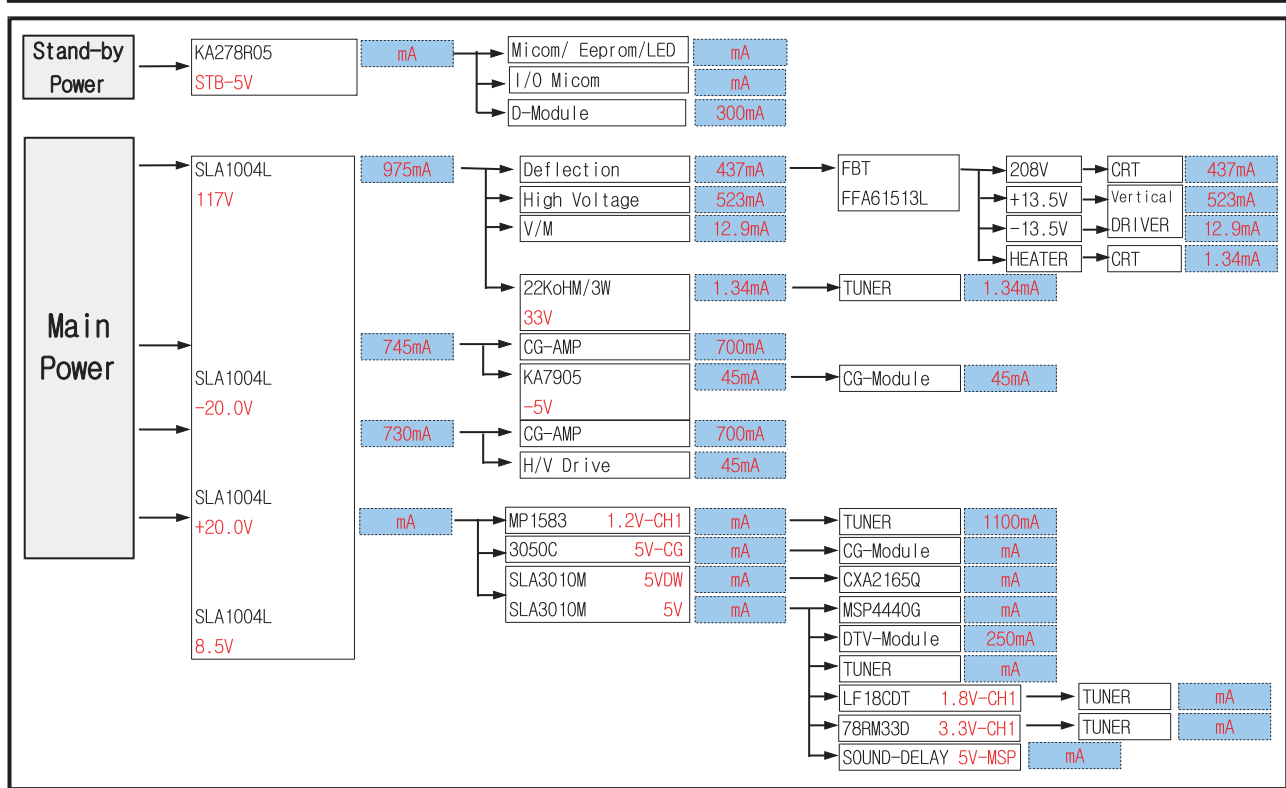 Stand-by
Power
KA278R05
STB-5V
mA
Micom/ Eeprom/LED
mA
I/O Micom
mA
D-Module
300mA
Main
Power
SLA1004L
117V
975mA
Deflection
437mA
High Voltage
523mA
V/M
12.9mA
FBT
FFA61513L
208V
CRT
437mA
+13.5V
Vertical
523mA
-13.5V
DRIVER
12.9mA
HEATER
CRT
1.34mA
22KoHM/3W
33V
1.34mA
TUNER
1.34mA
SLA1004L
-20.0V
745mA
CG-AMP
700mA
KA7905
-5V
45mA
CG-Module
45mA
730mA
CG-AMP
700mA
H/V Drive
45mA
SLA1004L
+20.0V
mA
MP1583 1.2V-CH1
mA
TUNER
1100mA
3050C 5V-CG
mA
CG-Module
mA
SLA3010M 5VDW
mA
CXA2165Q
mA
SLA3010M 5V
mA
MSP4440G
mA
SLA1004L
8.5V
DTV-Module
250mA
TUNER
mA
LF18CDT 1.8V-CH1
TUNER
mA
78RM33D 3.3V-CH1
TUNER
mA
SOUND-DELAY 5V-MSP
mA